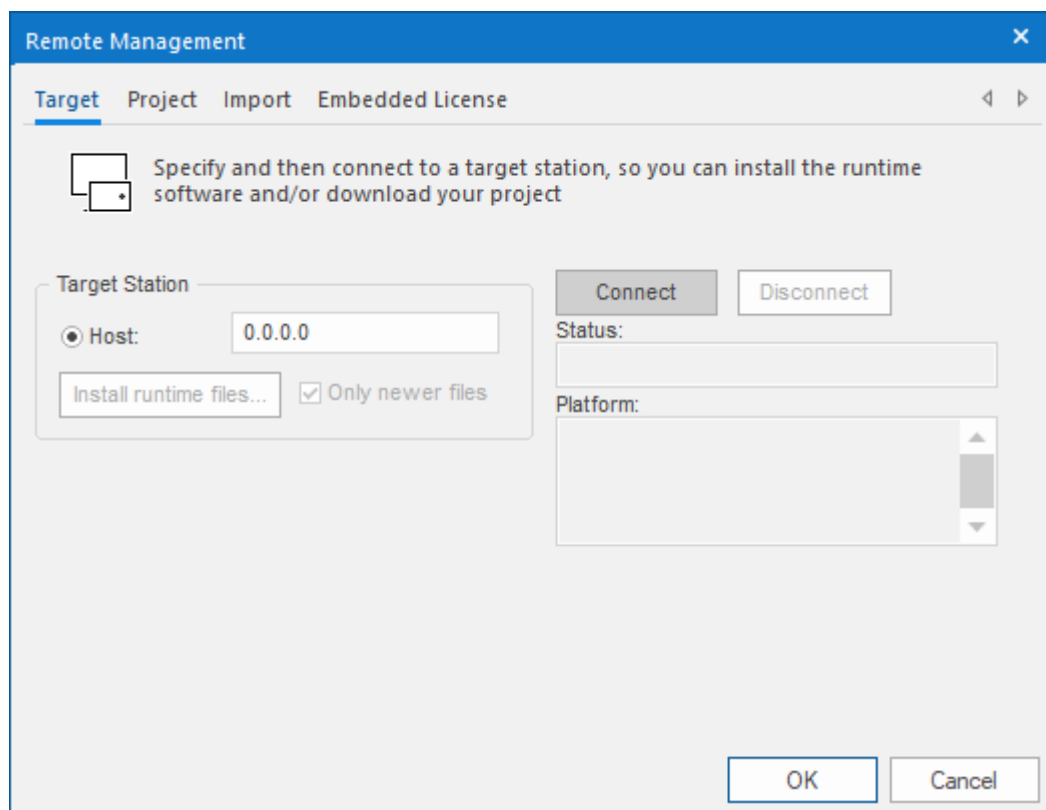 Remote Management
Target Project Import Embedded License
Specify and then connect to a target station, so you can install the runtime
software and/or download your project
Target Station
Host: 0.0.0.0
Install runtime files... Only newer files
Connect Disconnect
Status:
Platform:
OK Cancel